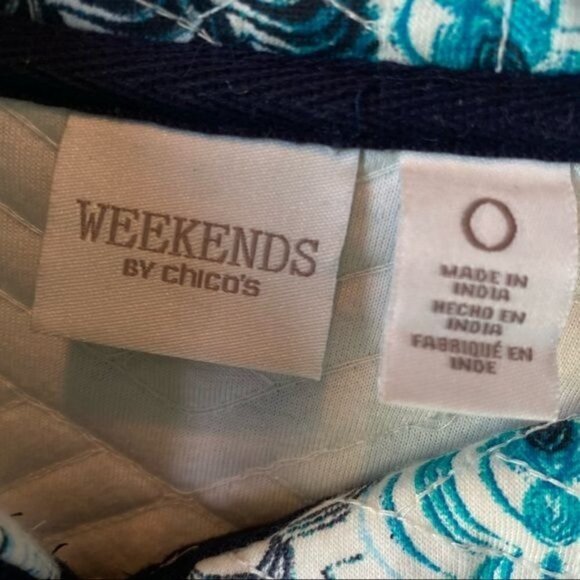 WEEKENDS
BY chico's
0
MADE IN
INDIA
HECHO EN
INDIA
FABRIQUÉ EN
INDE